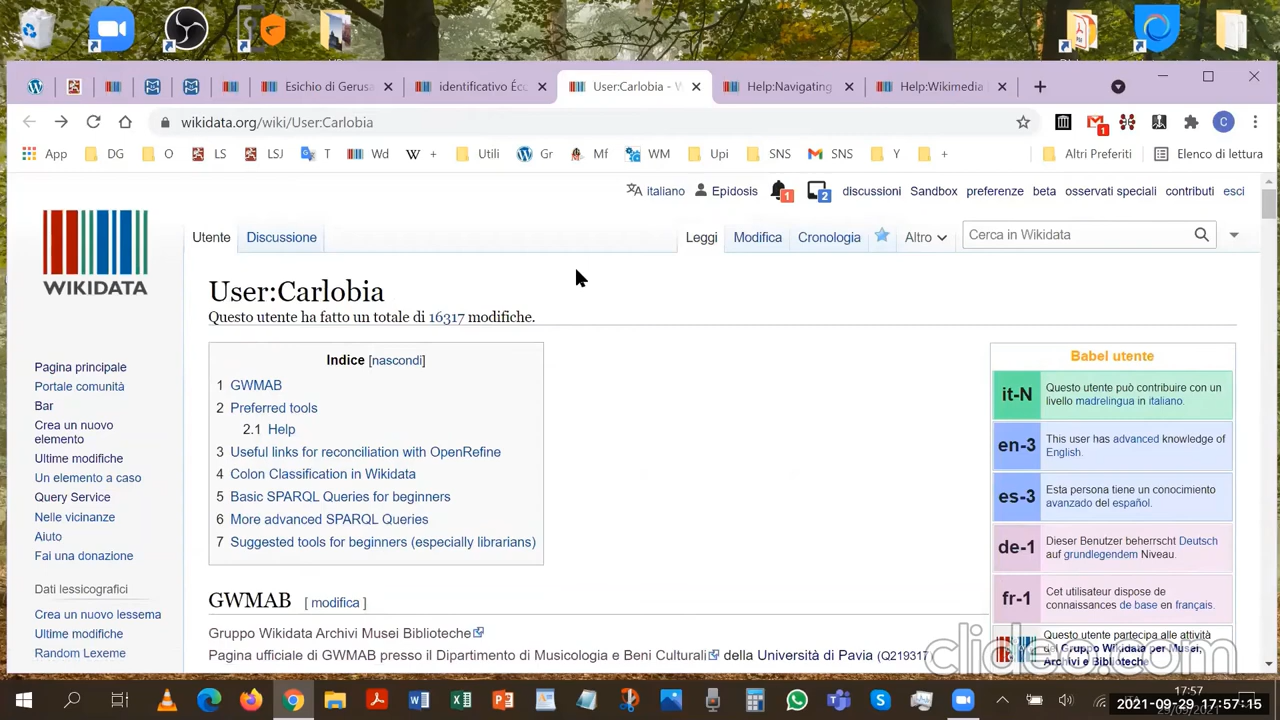 Esichio di Gerusa
identificativo Ecc
User:Carlobia - W
Help:Navigating
Help:Wikimedia
wikidata.org/wiki/User:Carlobia
1
C
App
DG
O
LS
LSJ
T
Wd
+
Utili
Gr
Mf
WM
Upi
SNS
SNS
Y
+
Altri Preferiti
Elenco di lettura
italiano
Epidosis
1
2
discussioni
Sandbox
preferenze
beta
osservati speciali
contributi
esci
WIKIDATA
Utente
Discussione
Leggi
Modifica
Cronologia
Altro
Cerca in Wikidata
Pagina principale
Portale comunità
Bar
Crea un nuovo
elemento
Ultime modifiche
Un elemento a caso
Query Service
Nelle vicinanze
Aiuto
Fai una donazione
Dati lessicografici
Crea un nuovo lessema
Ultime modifiche
Random Lexeme
User:Carlobia
Questo utente ha fatto un totale di 16317 modifiche.
Indice [nascondi]
1 GWMAB
2 Preferred tools
2.1 Help
3 Useful links for reconciliation with OpenRefine
4 Colon Classification in Wikidata
5 Basic SPARQL Queries for beginners
6 More advanced SPARQL Queries
7 Suggested tools for beginners (especially librarians)
GWMAB [ modifica ]
Gruppo Wikidata Archivi Musei Biblioteche
Pagina ufficiale di GWMAB presso il Dipartimento di Musicologia e Beni Culturali della Università di Pavia (Q219317
Babel utente
it-N
Questo utente può contribuire con un
livello madrelingua in italiano.
en-3
This user has advanced knowledge of
English.
es-3
Esta persona tiene un conocimiento
avanzado del español.
de-1
Dieser Benutzer beherrscht Deutsch
auf grundlegendem Niveau.
fr-1
Cet utilisateur dispose de
connaissances de base en français.
Questo utente partecipa alle attività
del Gruppo Wikidata per Musei,
Archivi e Biblioteche
clideo.com
17:57
2021-09-29 17:57:15